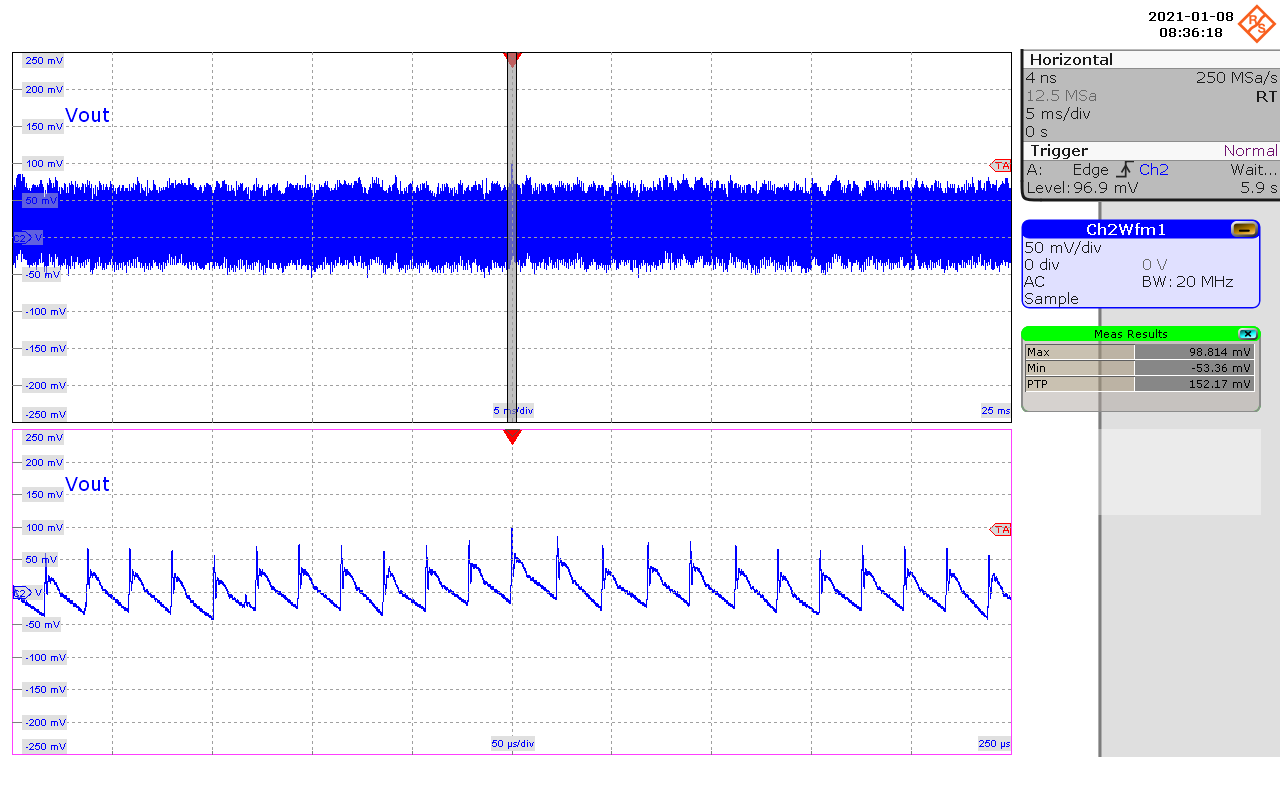 2021-01-08
08:36:18
R&S
Horizontal
4 ns 250 MSa/s
12.5 MSa RT
5 ms/div
0 s
Trigger Normal
A: Edge Ch2 Wait...
Level: 96.9 mV 5.9 s
Ch2Wfm1
50 mV/div
0 div 0 V
AC BW: 20 MHz
Sample
Meas Results
Max 98.814 mV
Min -53.36 mV
PTP 152.17 mV
250 mV
200 mV
Vout
150 mV
100 mV
TA
50 mV
C2 V
-50 mV
-100 mV
-150 mV
-200 mV
-250 mV
5 ms/div
25 ms
250 mV
200 mV
Vout
150 mV
100 mV
TA
50 mV
C2 V
-50 mV
-100 mV
-150 mV
-200 mV
-250 mV
50 µs/div
250 µs